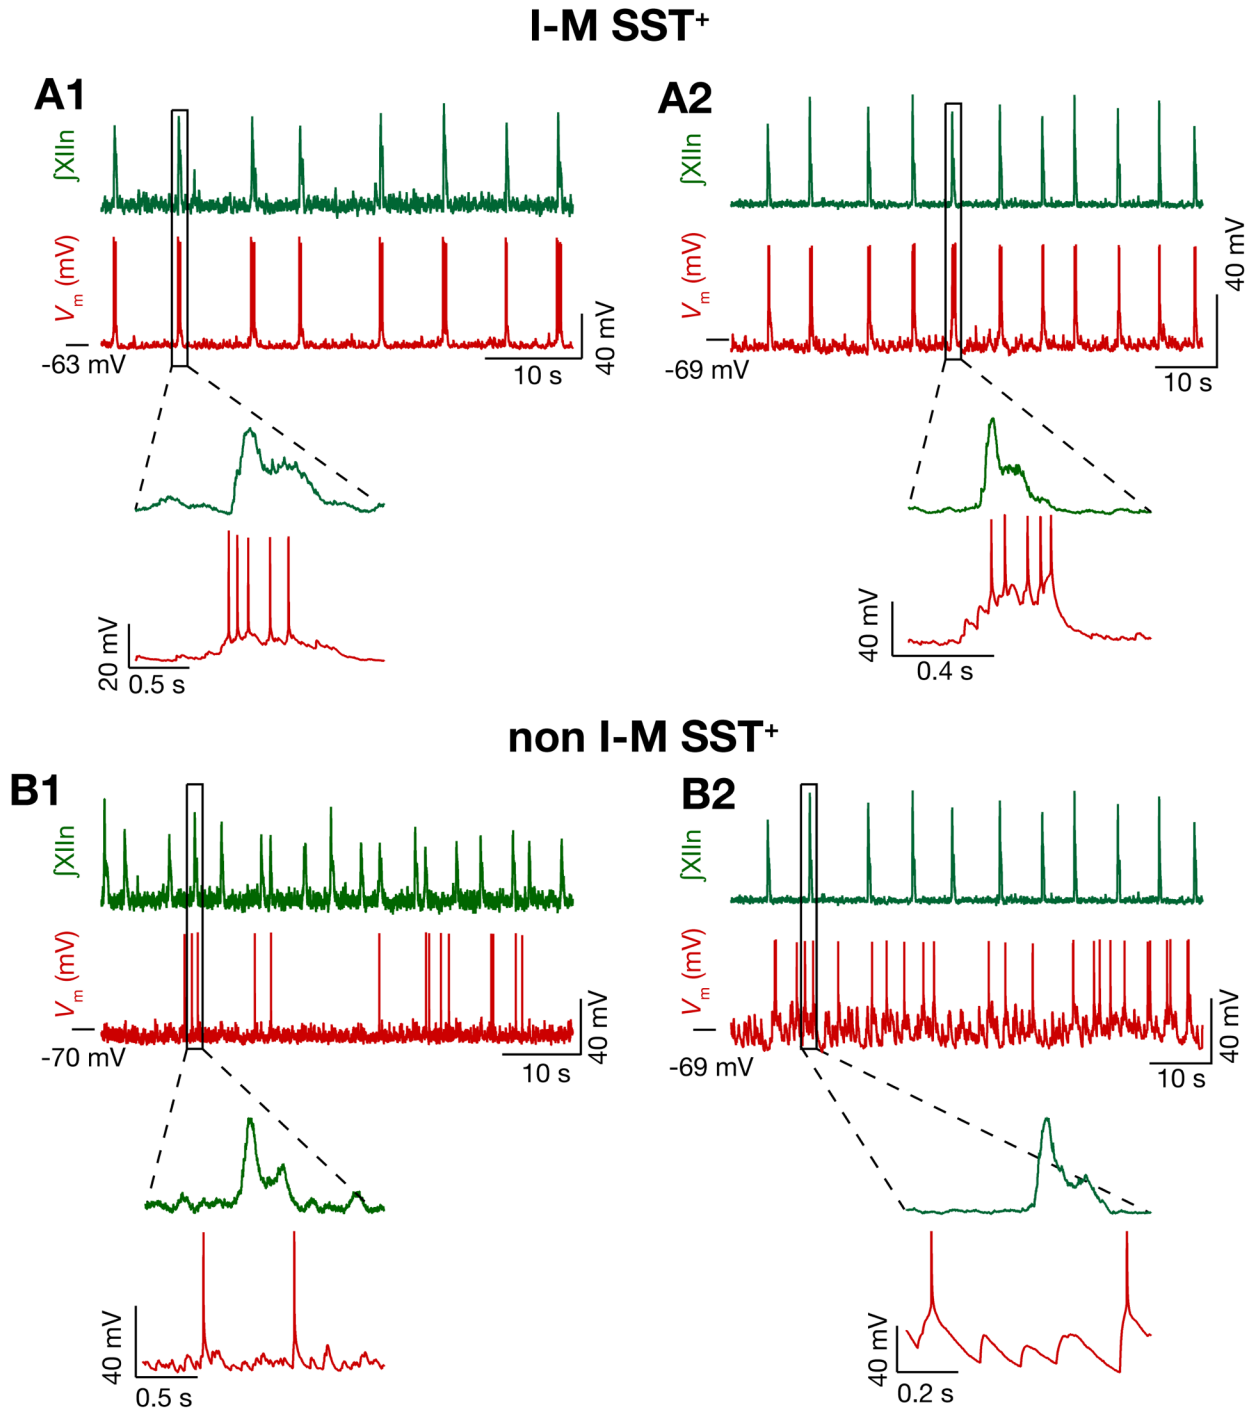 I-M SST+
A1
∫XIIn
Vm (mV)
-63 mV
10 s
40 mV
20 mV
0.5 s
A2
∫XIIn
Vm (mV)
-69 mV
10 s
40 mV
40 mV
0.4 s
non I-M SST+
B1
∫XIIn
Vm (mV)
-70 mV
10 s
40 mV
40 mV
0.5 s
B2
∫XIIn
Vm (mV)
-69 mV
10 s
40 mV
40 mV
0.2 s